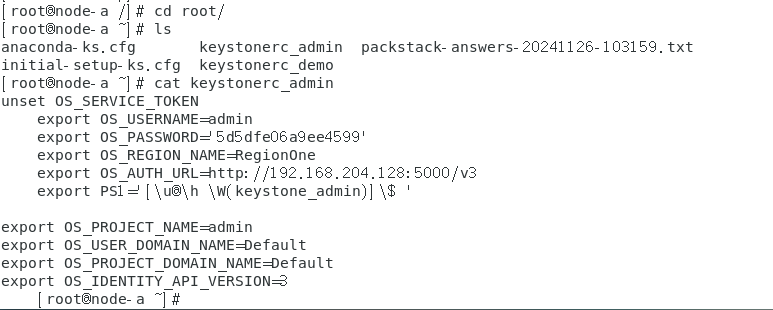 [root@node-a /]# cd root/
[root@node-a ~]# ls
anaconda-ks.cfg       keystonerc_admin  packstack-answers-20241126-103159.txt
initial-setup-ks.cfg  keystonerc_demo
[root@node-a ~]# cat keystonerc_admin
unset OS_SERVICE_TOKEN
    export OS_USERNAME=admin
    export OS_PASSWORD='5d5dfe06a9ee4599'
    export OS_REGION_NAME=RegionOne
    export OS_AUTH_URL=http://192.168.204.128:5000/v3
    export PS1='[\u@\h \W(keystone_admin)]\$ '

export OS_PROJECT_NAME=admin
export OS_USER_DOMAIN_NAME=Default
export OS_PROJECT_DOMAIN_NAME=Default
export OS_IDENTITY_API_VERSION=3
    [root@node-a ~]#